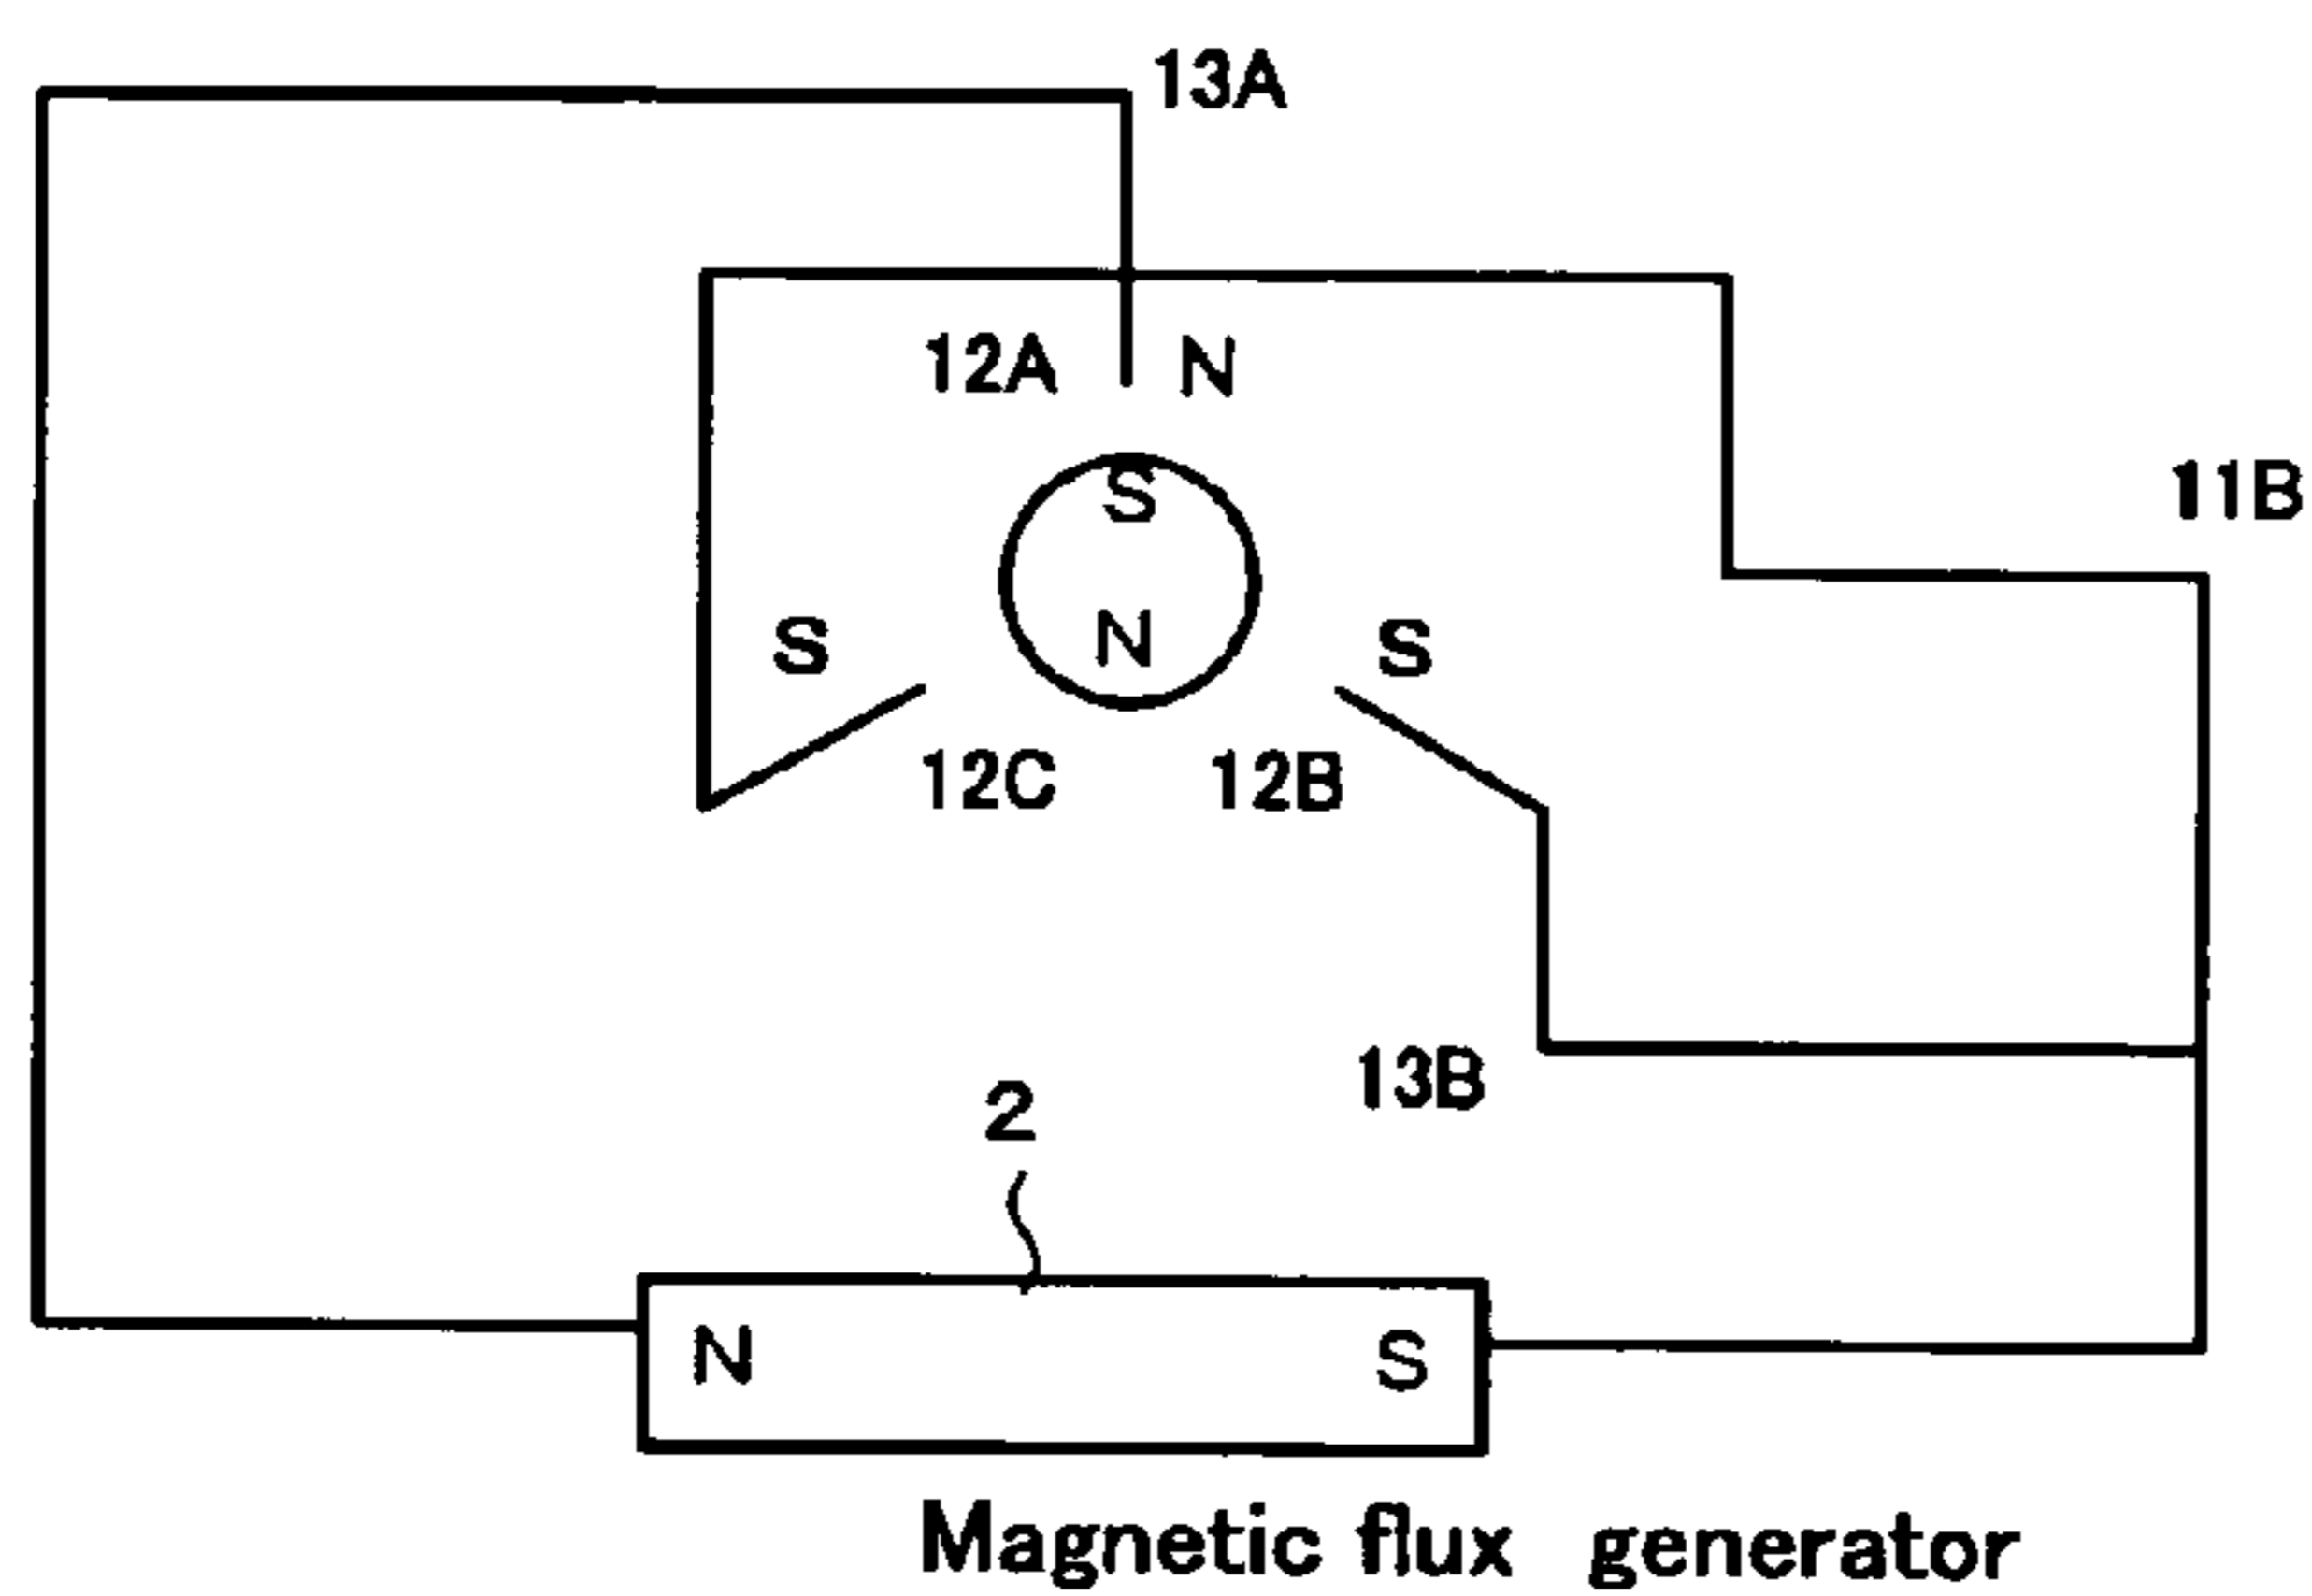 13A
12A N
S
11B
S N S
12C 12B
13B
2
N S
Magnetic flux generator